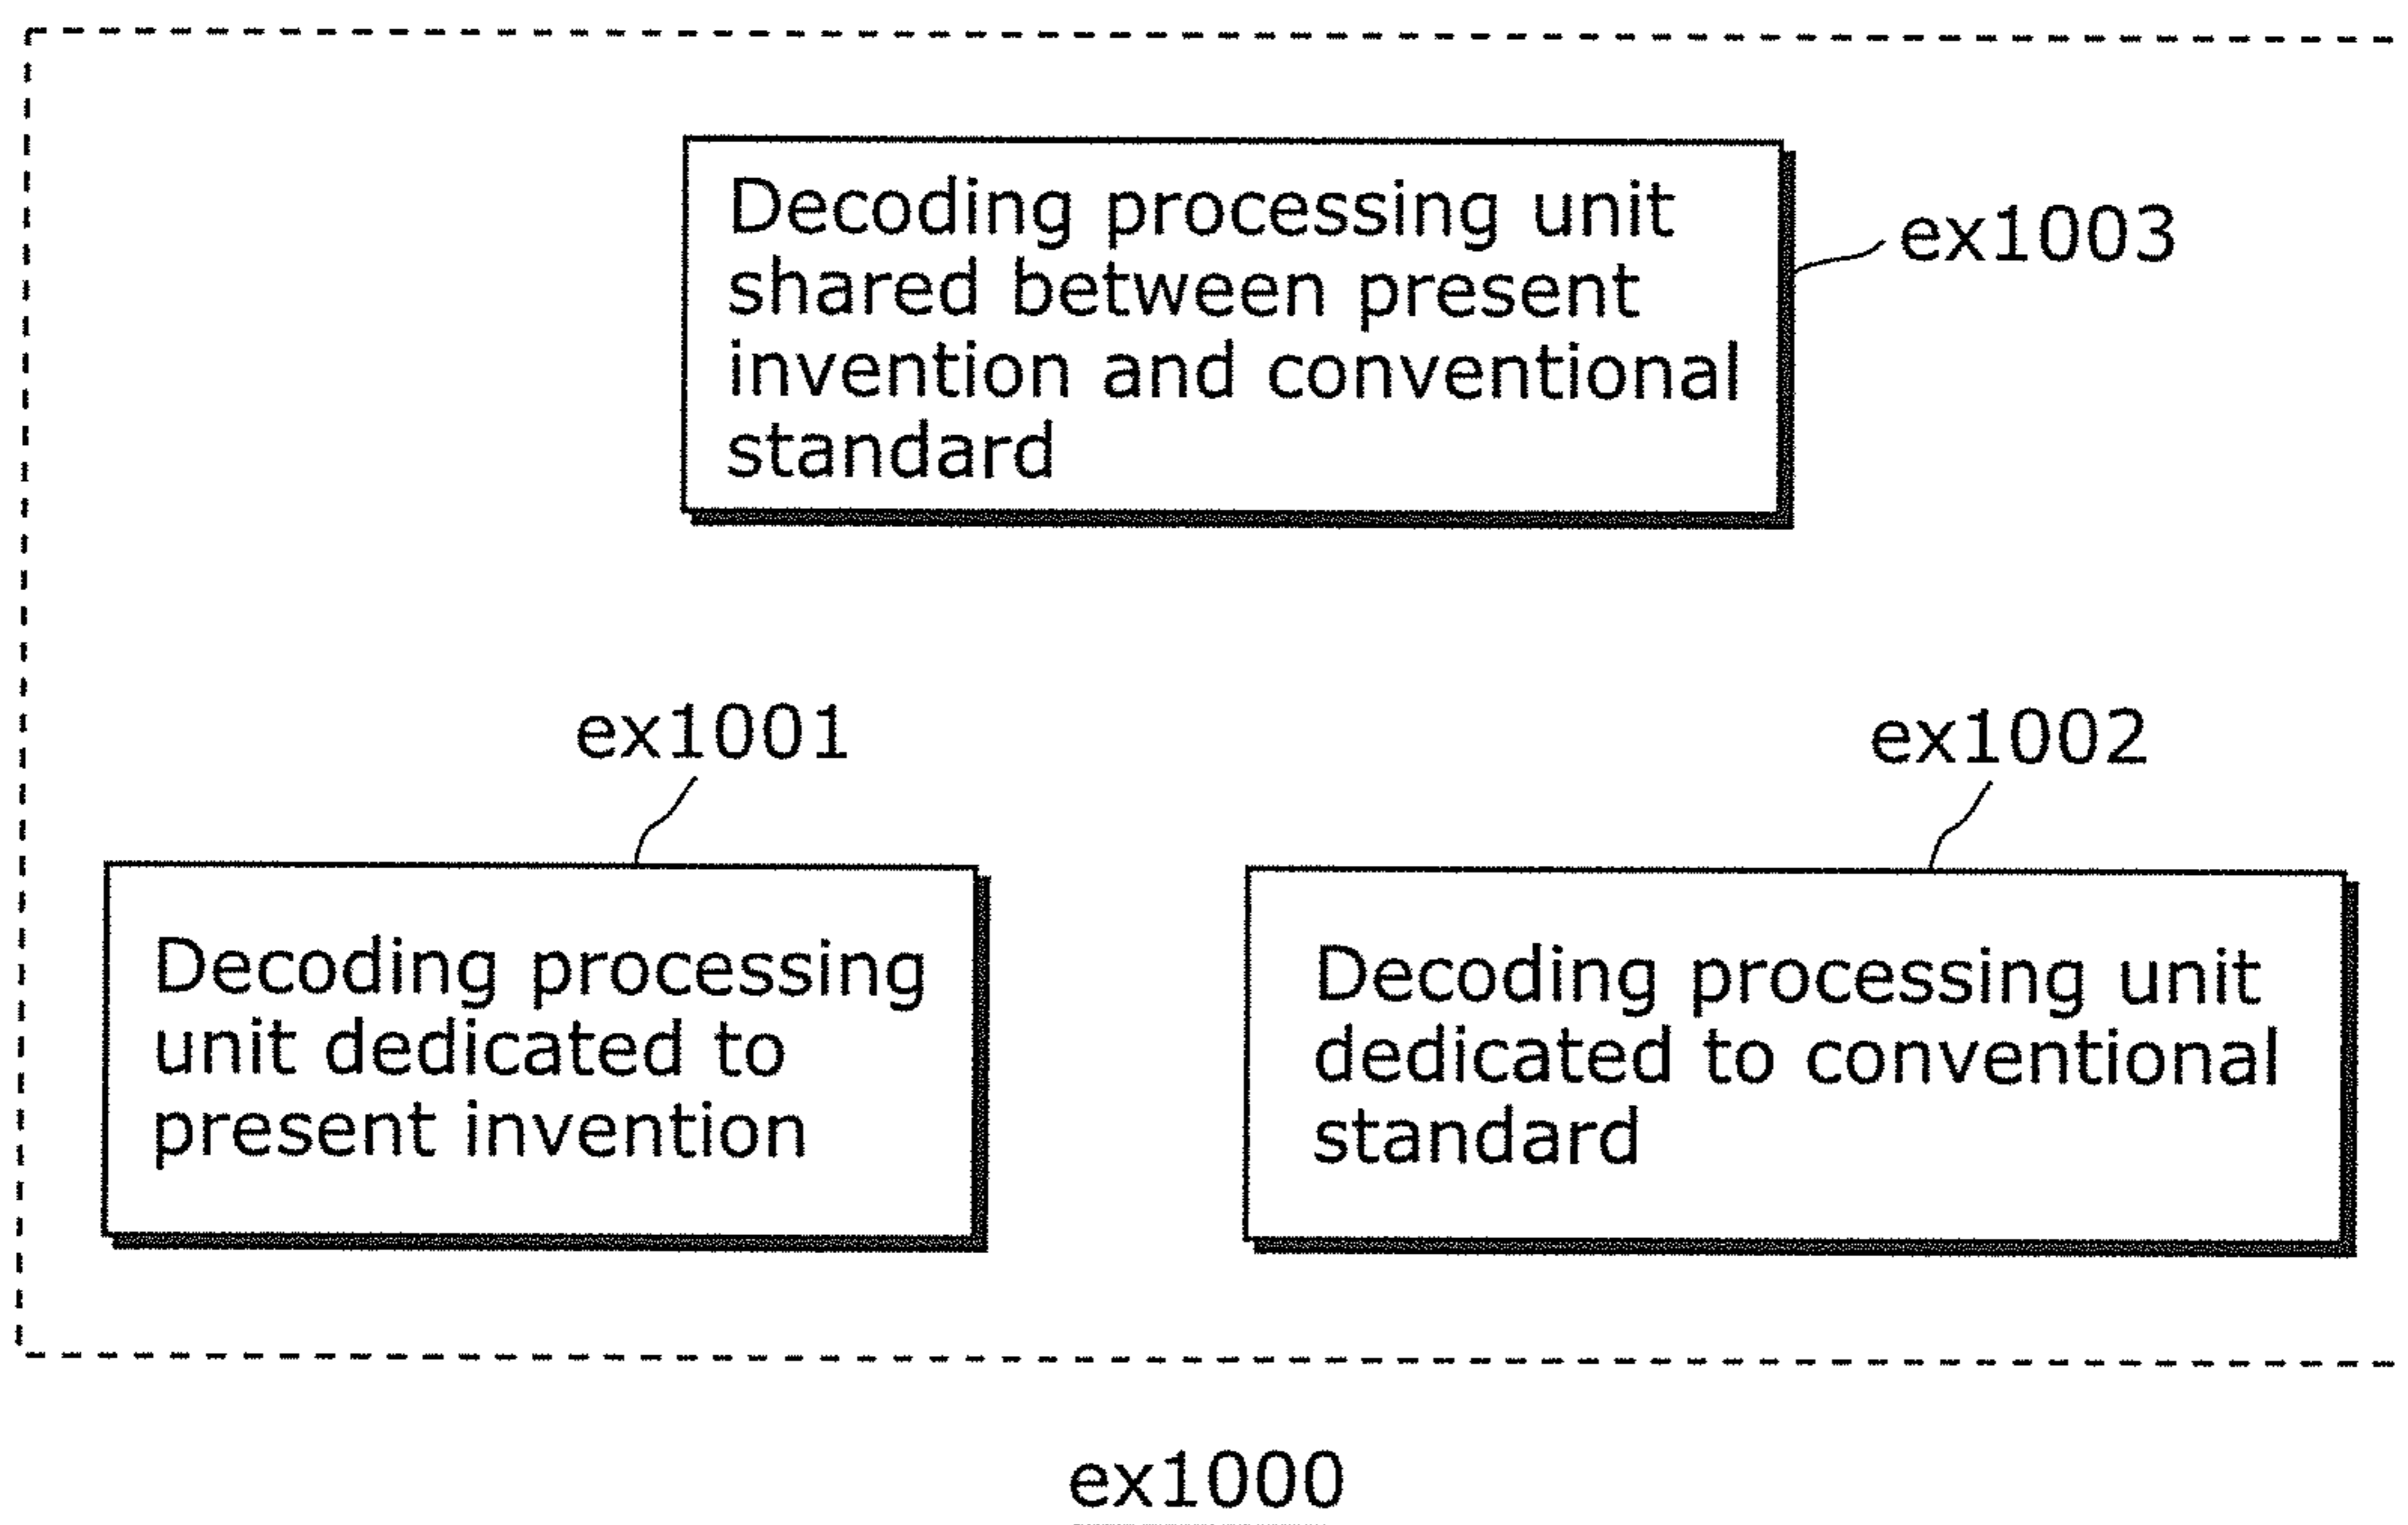 Decoding processing unit
shared between present
invention and conventional
standard
ex1003
ex1001
ex1002
Decoding processing
unit dedicated to
present invention
Decoding processing unit
dedicated to conventional
standard
ex1000